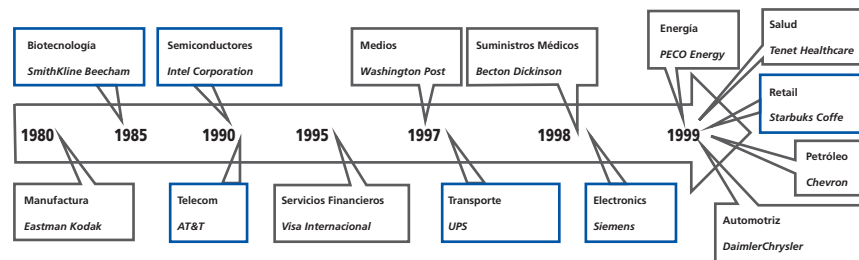 Biotecnología
SmithKline Beecham
Semiconductores
Intel Corporation
Medios
Washington Post
Suministros Médicos
Becton Dickinson
Energía
PECO Energy
Salud
Tenet Healthcare
Retail
Starbuks Coffe
1980
1985
1990
1995
1997
1998
1999
Petróleo
Chevron
Manufactura
Eastman Kodak
Telecom
AT&T
Servicios Financieros
Visa Internacional
Transporte
UPS
Electronics
Siemens
Automotriz
DaimlerChrysler